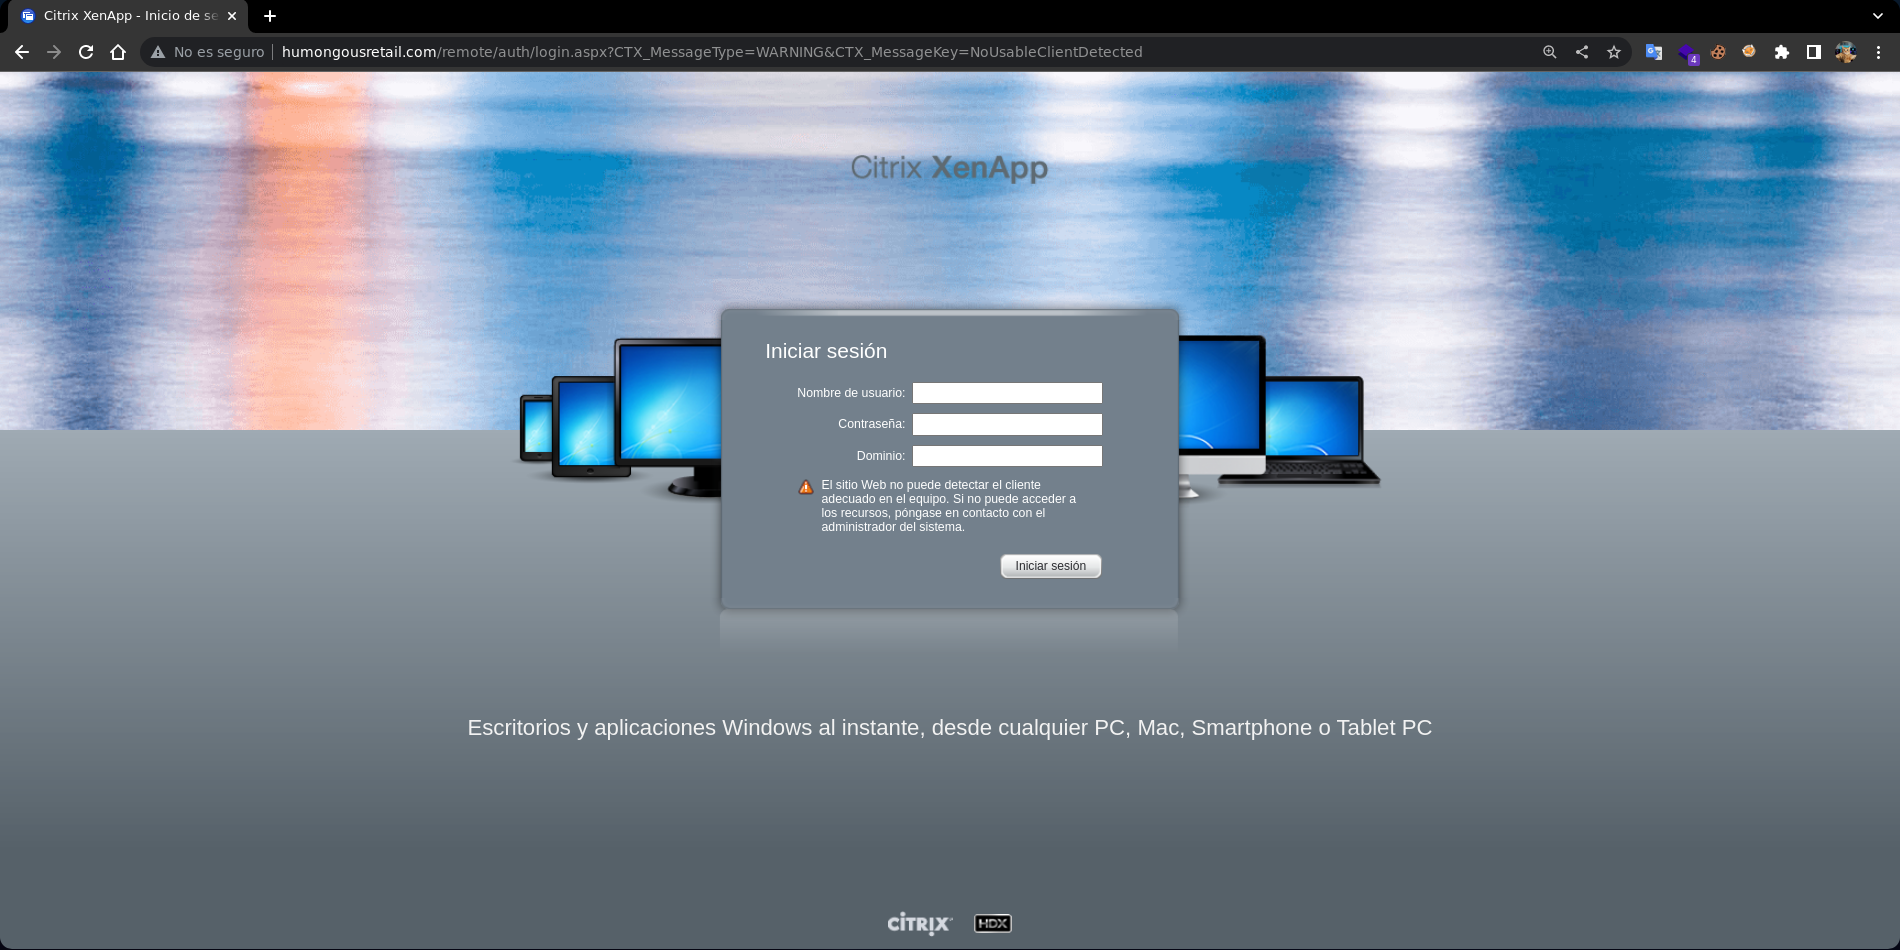 Citrix XenApp - Inicio de se
No es seguro humongousretail.com/remote/auth/login.aspx?CTX_MessageType=WARNING&CTX_MessageKey=NoUsableClientDetected
4
Citrix XenApp
Iniciar sesión
Nombre de usuario:
Contraseña:
Dominio:
El sitio Web no puede detectar el cliente
adecuado en el equipo. Si no puede acceder a
los recursos, póngase en contacto con el
administrador del sistema.
Iniciar sesión
Escritorios y aplicaciones Windows al instante, desde cualquier PC, Mac, Smartphone o Tablet PC
CITRIX HDX